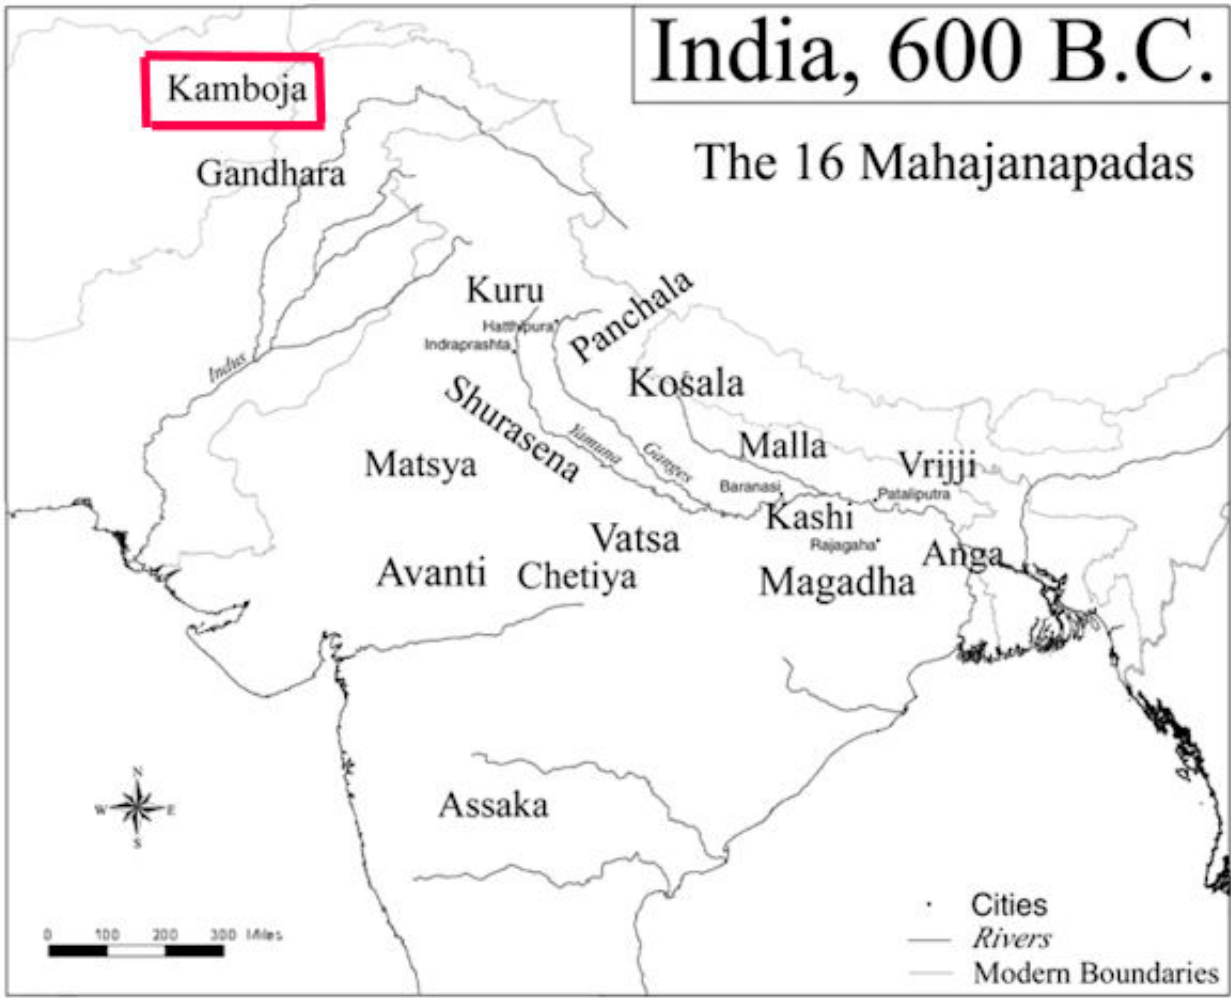 India, 600 B.C.
The 16 Mahajanapadas
Kamboja
Gandhara
Kuru
Hatthipura
Indraprashta
Panchala
Indus
Kosala
Shurasena
Yamuna
Ganges
Malla
Matsya
Vrijji
Baranasi
Pataliputra
Kashi
Vatsa
Rajagaha
Anga
Avanti
Chetiya
Magadha
Assaka
N
W E
S
0 100 200 300 Miles
Cities
Rivers
Modern Boundaries